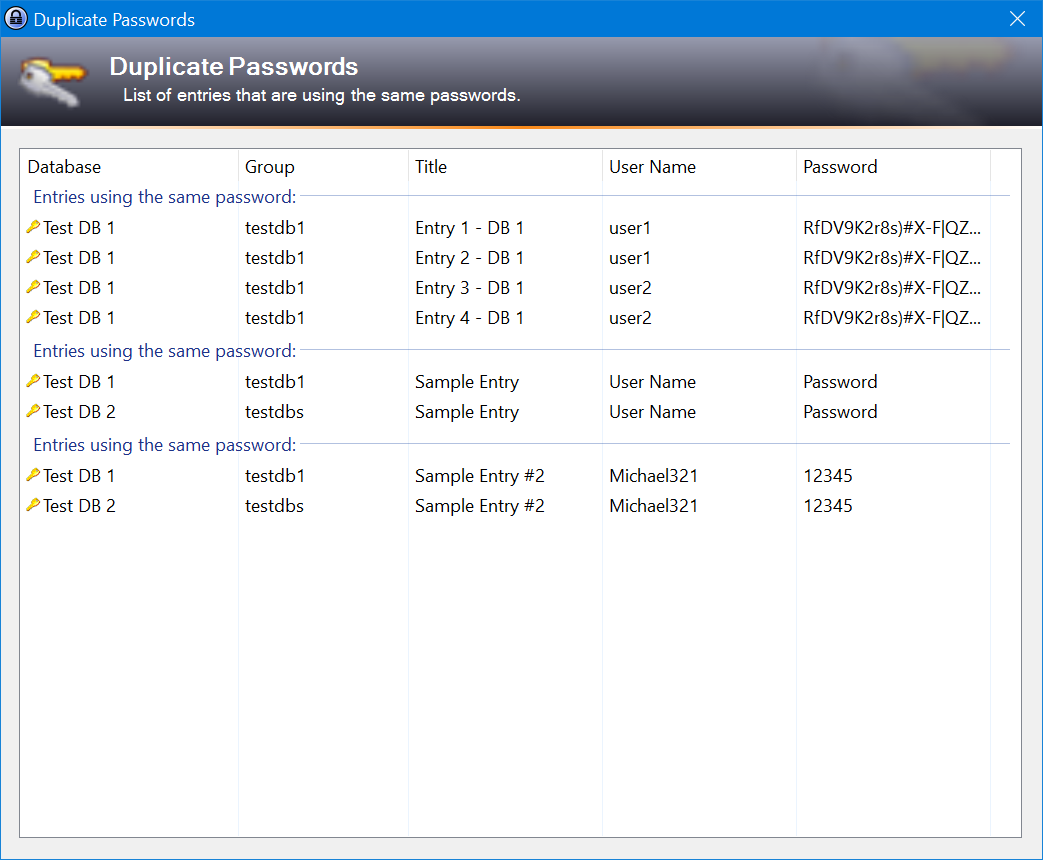 Duplicate Passwords
Duplicate Passwords
List of entries that are using the same passwords.
Database Group Title User Name Password
Entries using the same password:
Test DB 1 testdb1 Entry 1 - DB 1 user1 RfDV9K2r8s)#X-F|QZ...
Test DB 1 testdb1 Entry 2 - DB 1 user1 RfDV9K2r8s)#X-F|QZ...
Test DB 1 testdb1 Entry 3 - DB 1 user2 RfDV9K2r8s)#X-F|QZ...
Test DB 1 testdb1 Entry 4 - DB 1 user2 RfDV9K2r8s)#X-F|QZ...
Entries using the same password:
Test DB 1 testdb1 Sample Entry User Name Password
Test DB 2 testdbs Sample Entry User Name Password
Entries using the same password:
Test DB 1 testdb1 Sample Entry #2 Michael321 12345
Test DB 2 testdbs Sample Entry #2 Michael321 12345